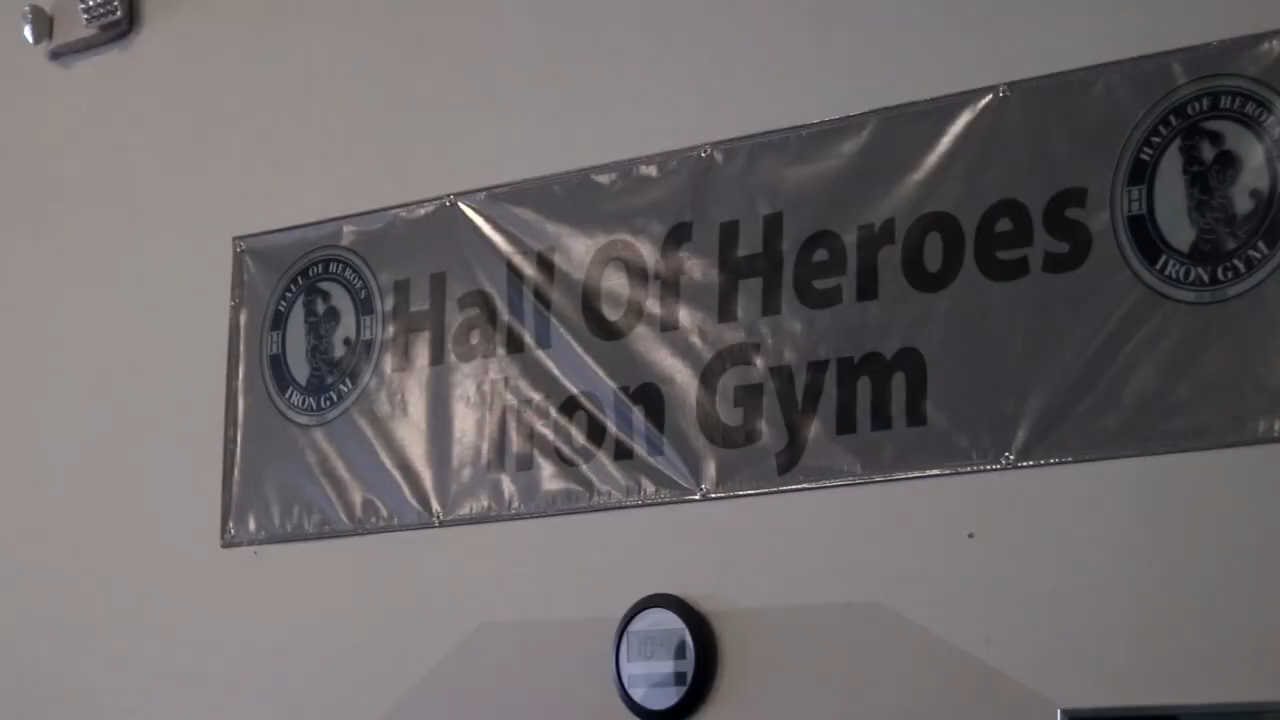 Hall Of Heroes
Iron Gym
HALL OF HEROES
H H
IRON GYM
HALL OF HEROES
H
IRON GYM